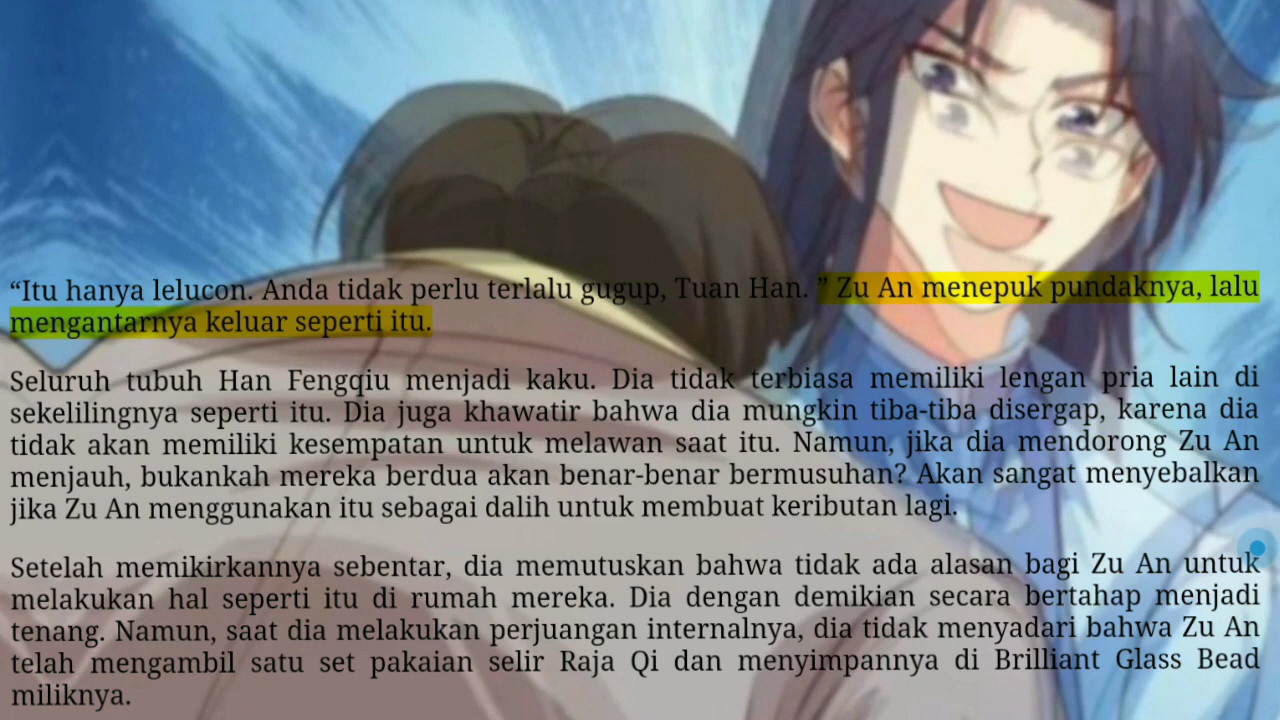 “Itu hanya lelucon. Anda tidak perlu terlalu gugup, Tuan Han. ” Zu An menepuk pundaknya, lalu
mengantarnya keluar seperti itu.
Seluruh tubuh Han Fengqiu menjadi kaku. Dia tidak terbiasa memiliki lengan pria lain di
sekelilingnya seperti itu. Dia juga khawatir bahwa dia mungkin tiba-tiba disergap, karena dia
tidak akan memiliki kesempatan untuk melawan saat itu. Namun, jika dia mendorong Zu An
menjauh, bukankah mereka berdua akan benar-benar bermusuhan? Akan sangat menyebalkan
jika Zu An menggunakan itu sebagai dalih untuk membuat keributan lagi.
Setelah memikirkannya sebentar, dia memutuskan bahwa tidak ada alasan bagi Zu An untuk
melakukan hal seperti itu di rumah mereka. Dia dengan demikian secara bertahap menjadi
tenang. Namun, saat dia melakukan perjuangan internalnya, dia tidak menyadari bahwa Zu An
telah mengambil satu set pakaian selir Raja Qi dan menyimpannya di Brilliant Glass Bead
miliknya.